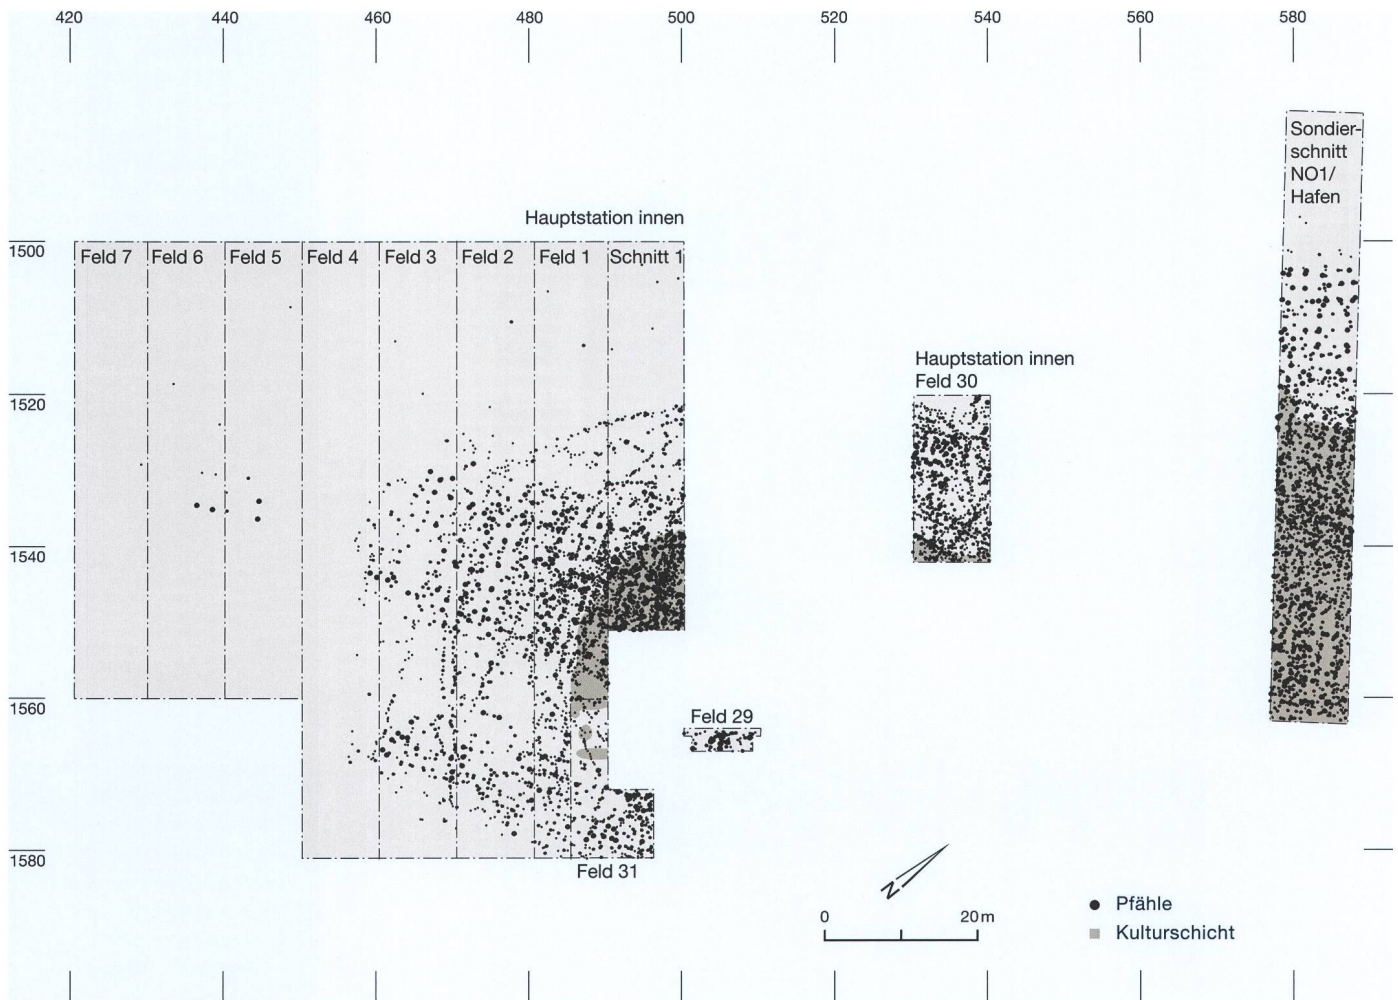 420 440 460 480 500 520 540 560 580
Sondier-
schnitt
NO1/
Hafen
Hauptstation innen
1500
Feld 7 Feld 6 Feld 5 Feld 4 Feld 3 Feld 2 Feld 1 Schnitt 1
Hauptstation innen
Feld 30
1520
1540
1560
Feld 29
1580
Feld 31
N
0 20 m
Pfähle
Kulturschicht